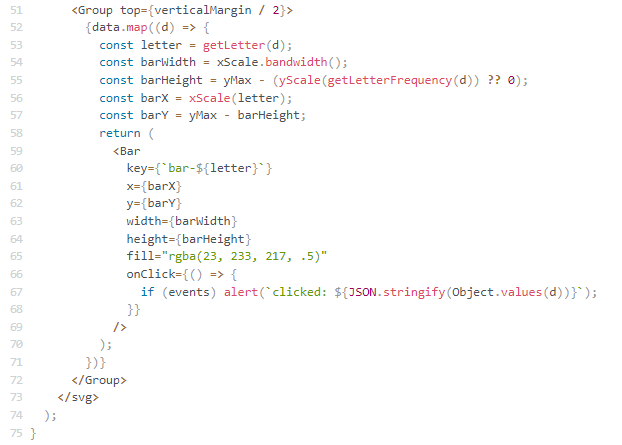 51 <Group top={verticalMargin / 2}>
52 {data.map((d) => {
53 const letter = getLetter(d);
54 const barWidth = xScale.bandwidth();
55 const barHeight = yMax - (yScale(getLetterFrequency(d)) ?? 0);
56 const barX = xScale(letter);
57 const barY = yMax - barHeight;
58 return (
59 <Bar
60 key={`bar-${letter}`}
61 x={barX}
62 y={barY}
63 width={barWidth}
64 height={barHeight}
65 fill="rgba(23, 233, 217, .5)"
66 onClick={() => {
67 if (events) alert(`clicked: ${JSON.stringify(Object.values(d))}`);
68 }}
69 />
70 );
71 })}
72 </Group>
73 </svg>
74 );
75 }